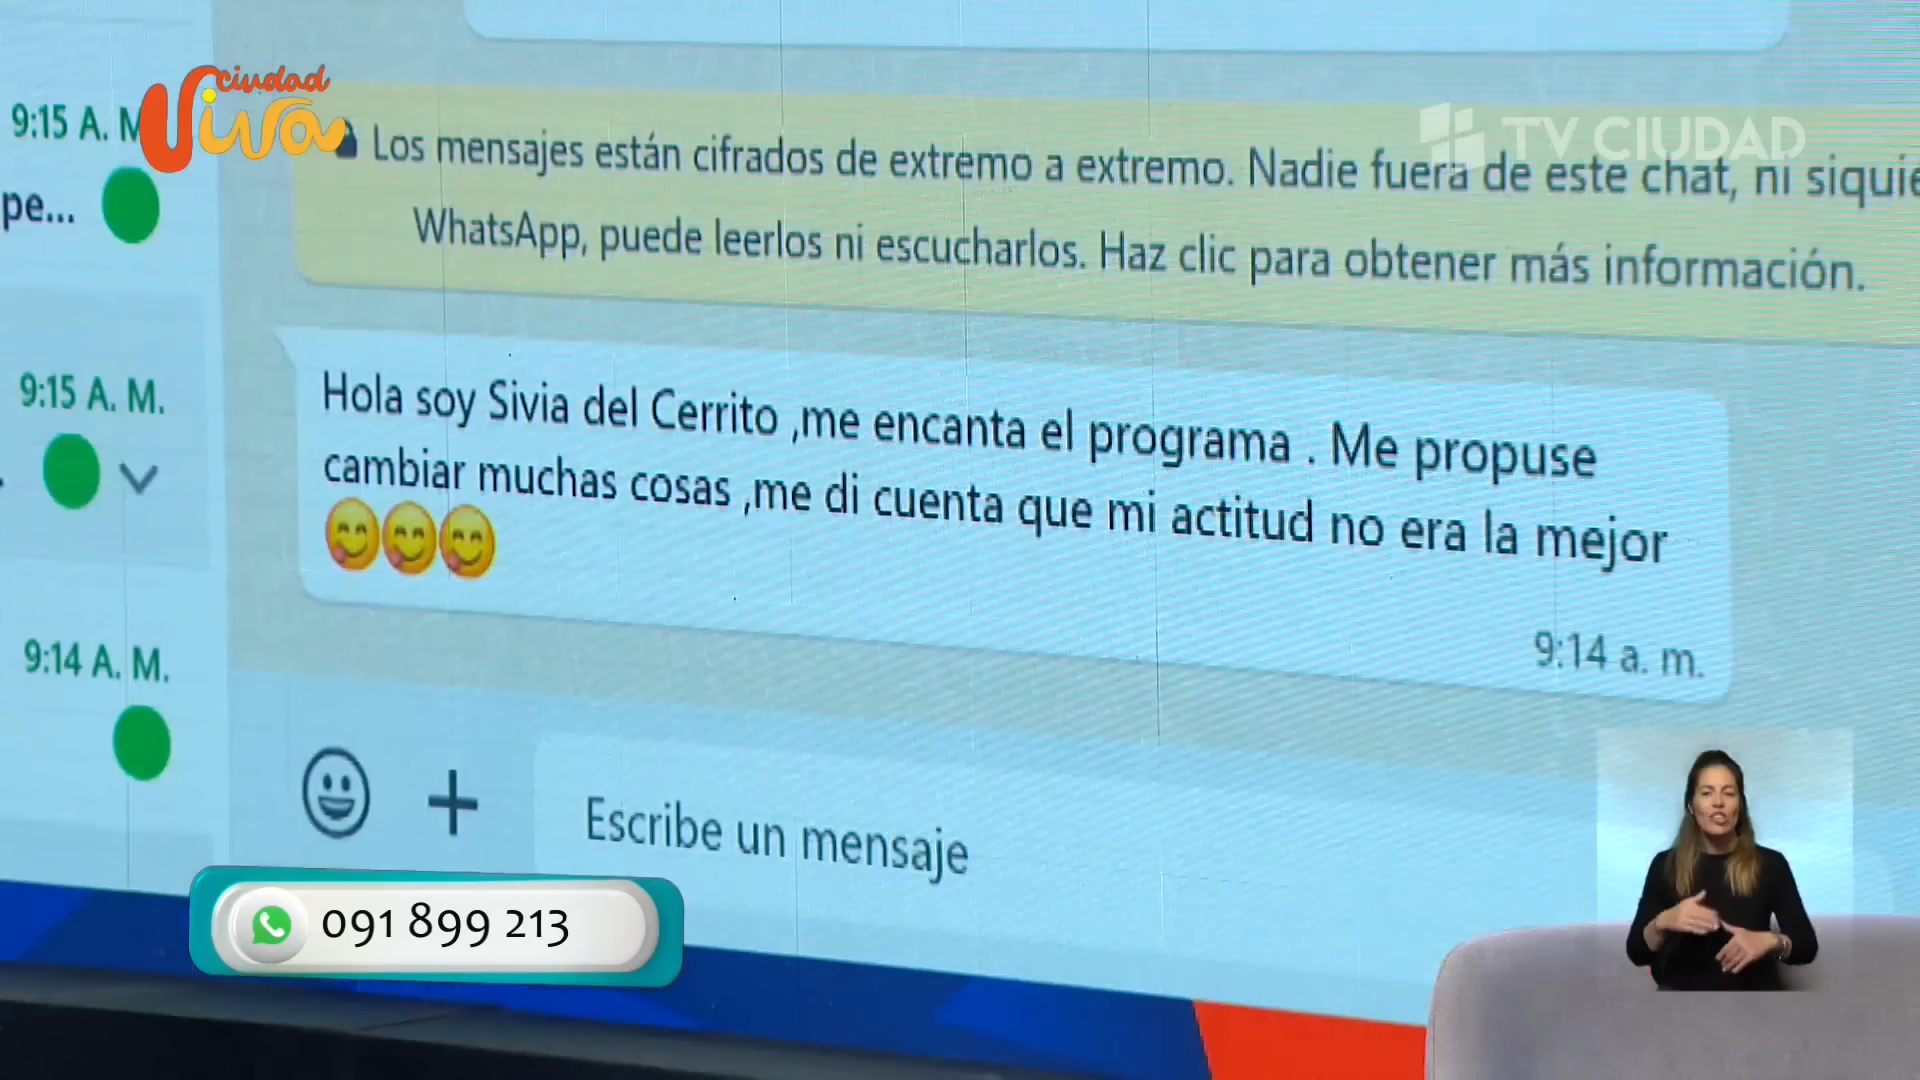 ciudad
Viva
TV CIUDAD
9:15 A. M
pe...
9:15 A. M.
9:14 A. M.
Los mensajes están cifrados de extremo a extremo. Nadie fuera de este chat, ni siquie
WhatsApp, puede leerlos ni escucharlos. Haz clic para obtener más información.
Hola soy Sivia del Cerrito ,me encanta el programa . Me propuse
cambiar muchas cosas ,me di cuenta que mi actitud no era la mejor
😋😋😋
9:14 a. m.
Escribe un mensaje
091 899 213